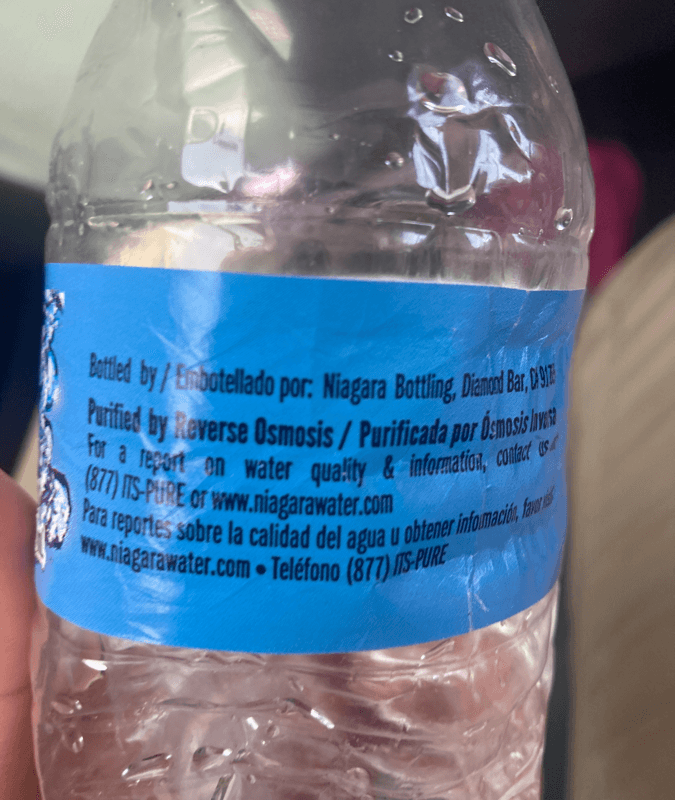 Bottled by / Embotellado por: Niagara Bottling, Diamond Bar, CA
Purified by Reverse Osmosis / Purificada por Ósmosis Inversa
For a report on water quality & information, contact us
(877) ITS-PURE or www.niagarawater.com
Para reportes sobre la calidad del agua u obtener información, favor
www.niagarawater.com • Teléfono (877) ITS-PURE